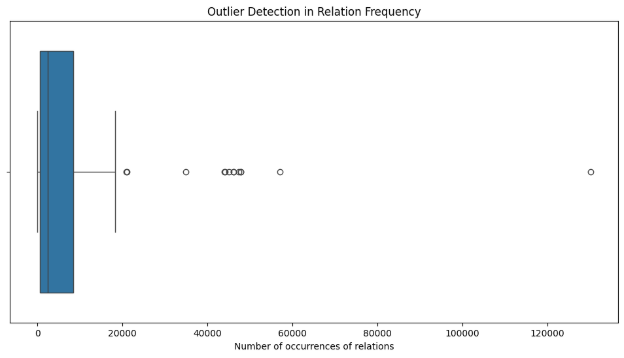 Outlier Detection in Relation Frequency
0 20000 40000 60000 80000 100000 120000
Number of occurrences of relations